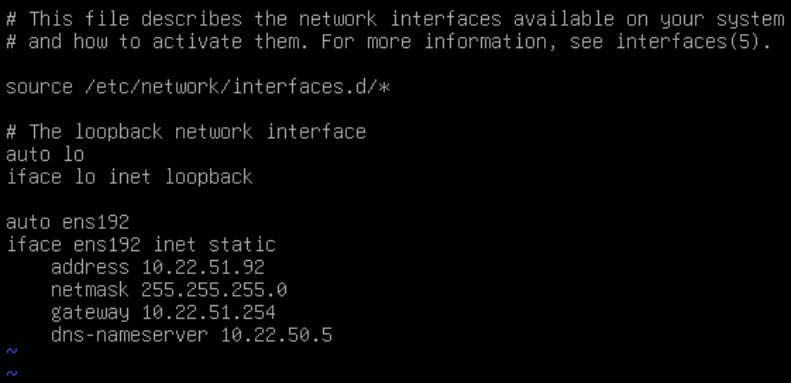 # This file describes the network interfaces available on your system
# and how to activate them. For more information, see interfaces(5).
source /etc/network/interfaces.d/*
# The loopback network interface
auto lo
iface lo inet loopback
auto ens192
iface ens192 inet static
    address 10.22.51.92
    netmask 255.255.255.0
    gateway 10.22.51.254
    dns-nameserver 10.22.50.5
~
~